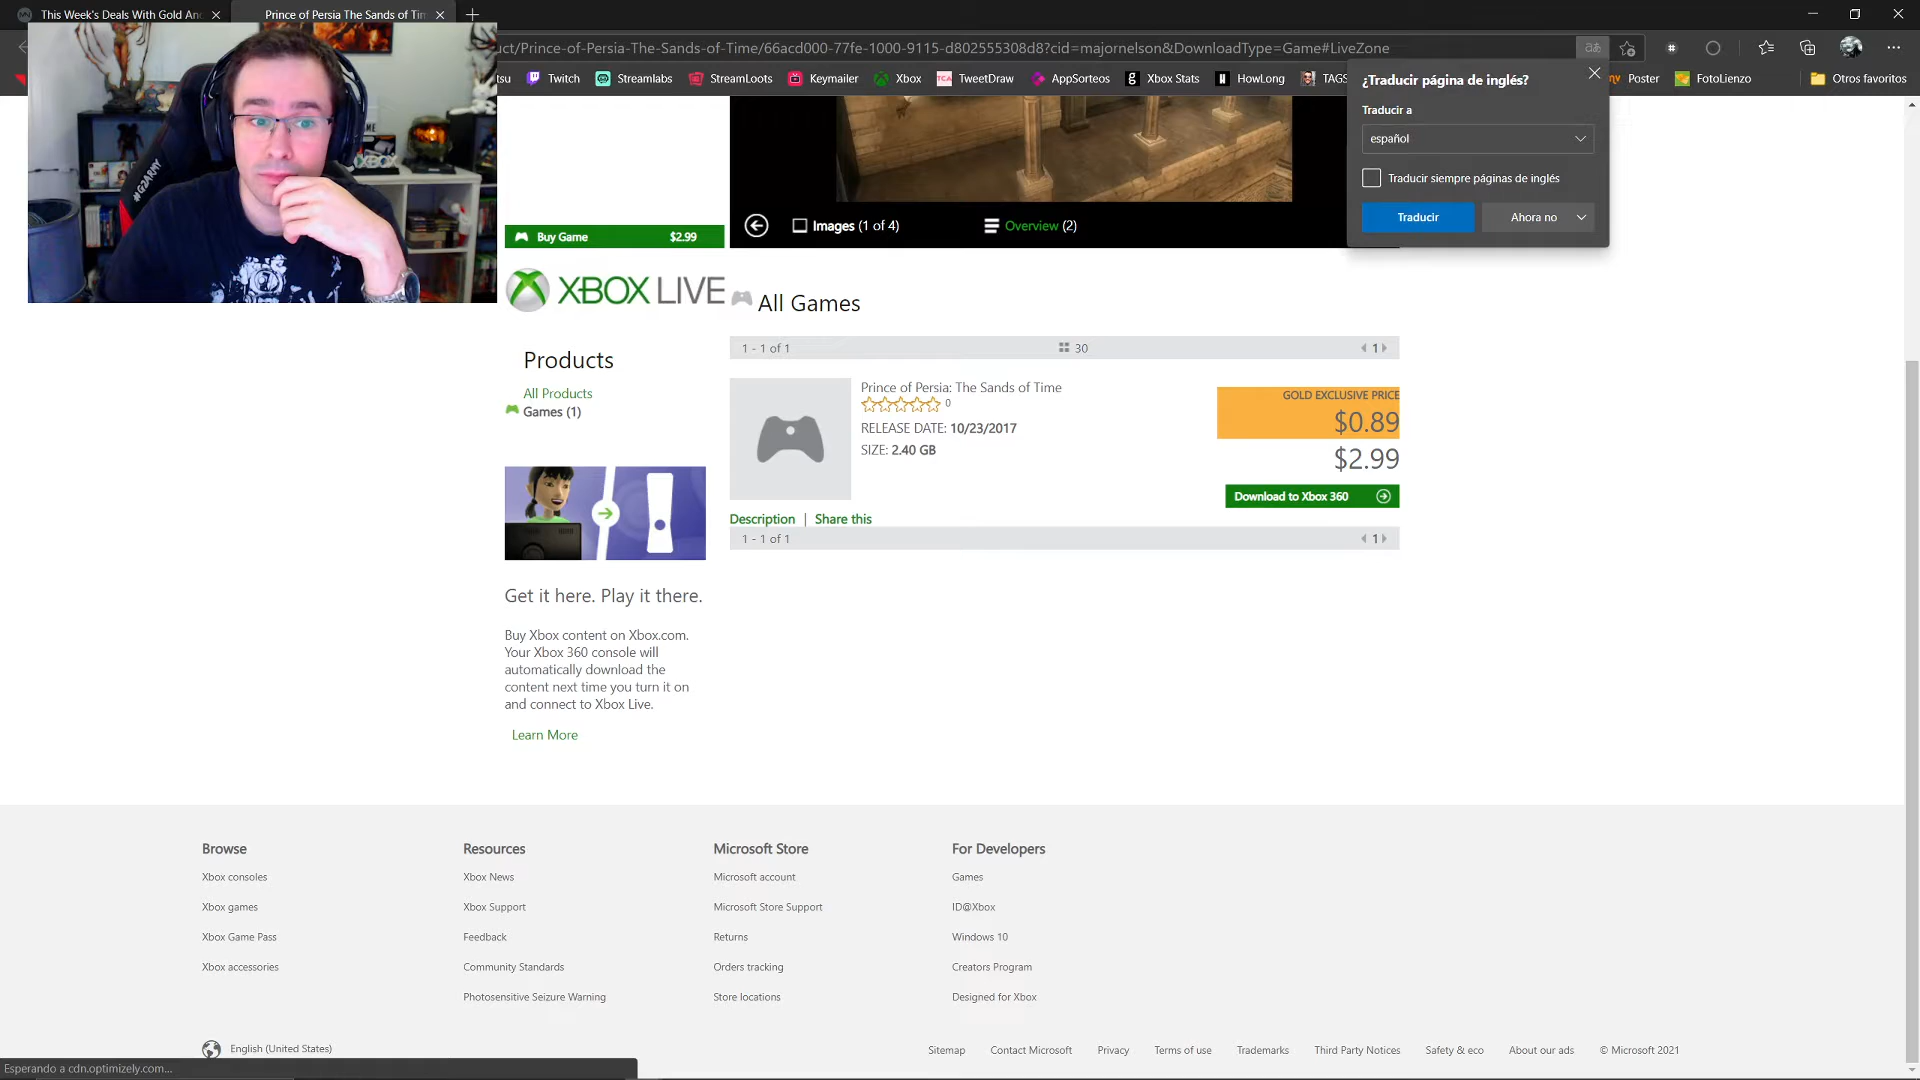 This Week's Deals With Gold An
Prince of Persia The Sands of Tim
uct/Prince-of-Persia-The-Sands-of-Time/66acd000-77fe-1000-9115-d802555308d8?cid=majornelson&DownloadType=Game#LiveZone
Twitch
Streamlabs
StreamLoots
Keymailer
Xbox
TweetDraw
AppSorteos
Xbox Stats
HowLong
TAGS
Poster
FotoLienzo
Otros favoritos
¿Traducir página de inglés?
Traducir a
español
Traducir siempre páginas de inglés
Traducir
Ahora no
#G2ARMY
XBOX
Buy Game $2.99
Images (1 of 4)
Overview (2)
XBOX LIVE
All Games
1 - 1 of 1
30
1
Products
All Products
Games (1)
Prince of Persia: The Sands of Time
0
RELEASE DATE: 10/23/2017
SIZE: 2.40 GB
GOLD EXCLUSIVE PRICE
$0.89
$2.99
Download to Xbox 360
Description | Share this
1 - 1 of 1
1
Get it here. Play it there.
Buy Xbox content on Xbox.com.
Your Xbox 360 console will
automatically download the
content next time you turn it on
and connect to Xbox Live.
Learn More
Browse
Xbox consoles
Xbox games
Xbox Game Pass
Xbox accessories
Resources
Xbox News
Xbox Support
Feedback
Community Standards
Photosensitive Seizure Warning
Microsoft Store
Microsoft account
Microsoft Store Support
Returns
Orders tracking
Store locations
For Developers
Games
ID@Xbox
Windows 10
Creators Program
Designed for Xbox
English (United States)
Sitemap
Contact Microsoft
Privacy
Terms of use
Trademarks
Third Party Notices
Safety & eco
About our ads
© Microsoft 2021
Esperando a cdn.optimizely.com...